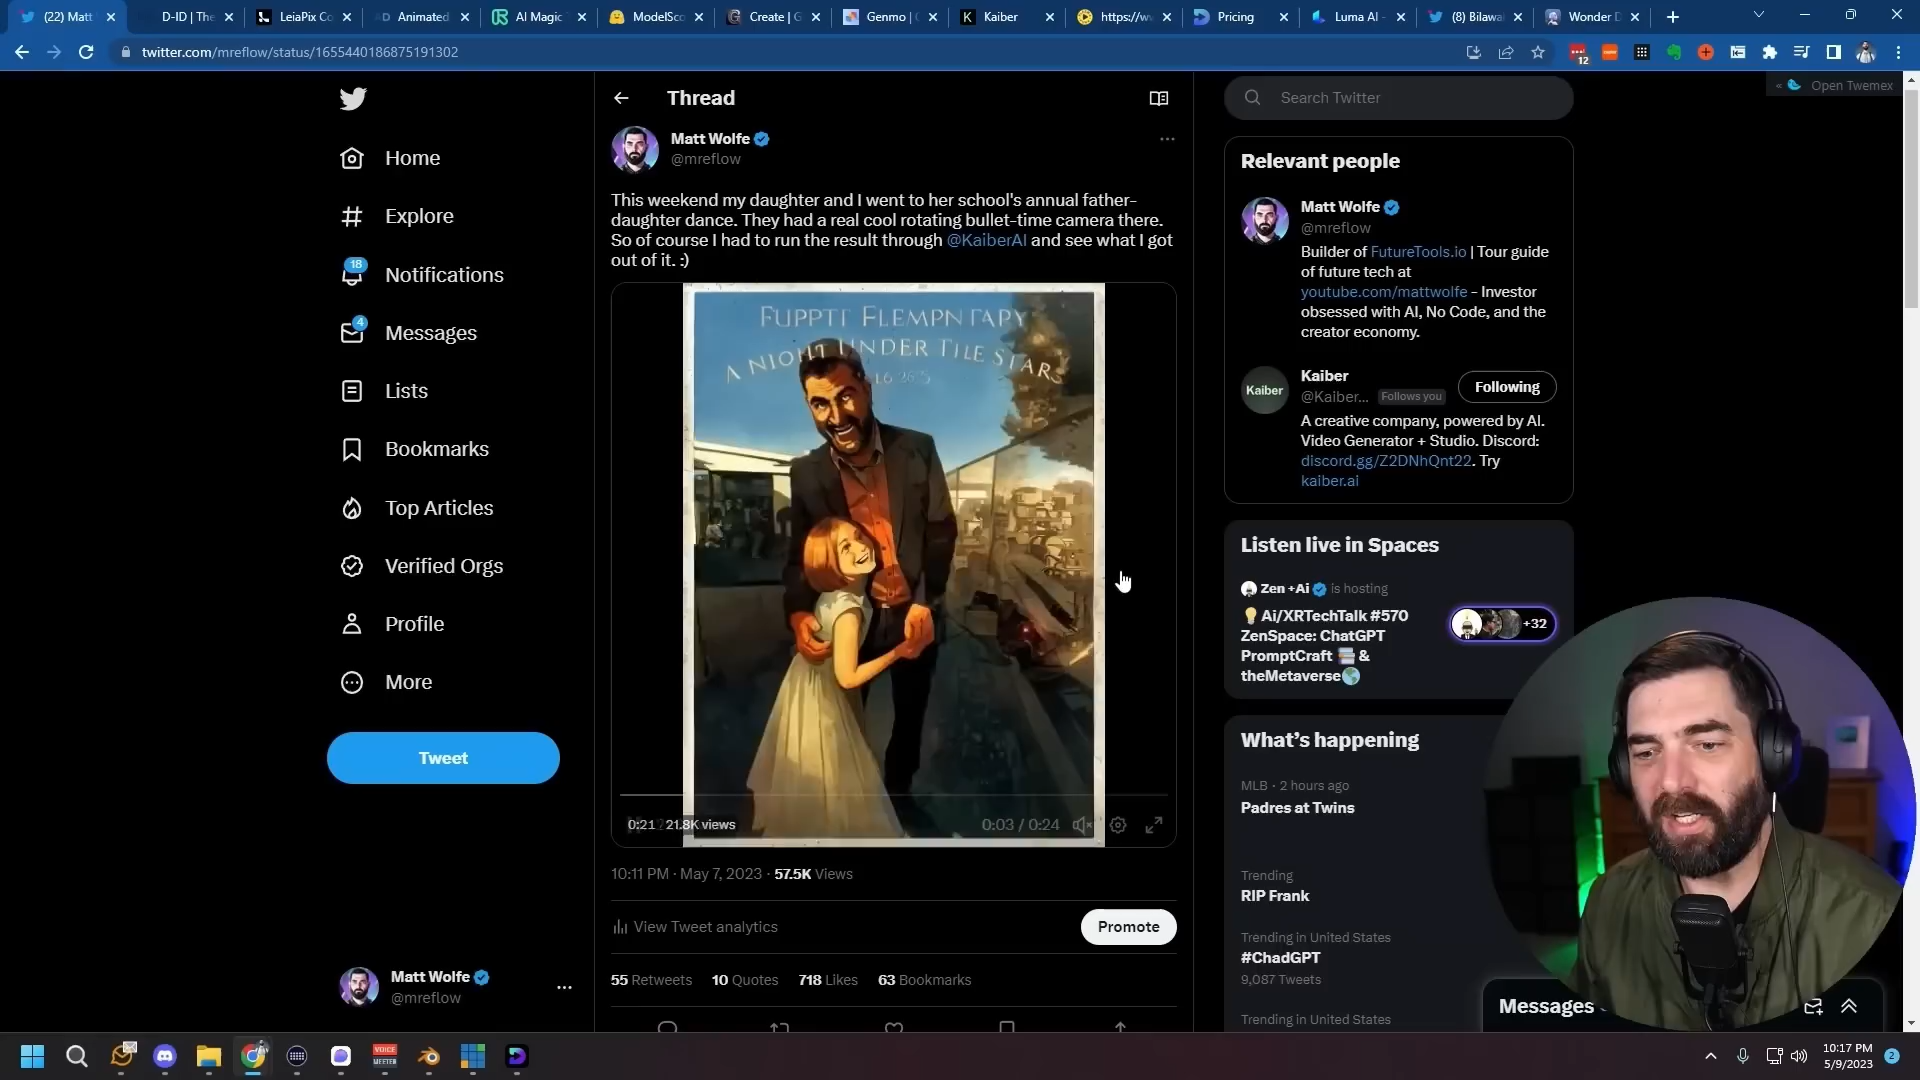 (22) Matt
D-ID | The
LeiaPix Co
Animated
AI Magic
ModelSco
Create | G
Genmo |
Kaiber
https://w
Pricing
Luma AI -
(8) Bilawa
Wonder D
twitter.com/mreflow/status/1655440186875191302
12
Open Twemex
Home
Explore
18
Notifications
4
Messages
Lists
Bookmarks
Top Articles
Verified Orgs
Profile
More
Tweet
Matt Wolfe
@mreflow
Thread
Matt Wolfe
@mreflow
This weekend my daughter and I went to her school's annual father-
daughter dance. They had a real cool rotating bullet-time camera there.
So of course I had to run the result through @KaiberAI and see what I got
out of it. :)
FUPPTT ELEMPNTAPY
A NIOHT UNDER TILE STARS
0:21 21.8K views
0:03 / 0:24
10:11 PM · May 7, 2023 · 57.5K Views
View Tweet analytics
Promote
55 Retweets 10 Quotes 718 Likes 63 Bookmarks
Search Twitter
Relevant people
Matt Wolfe
@mreflow
Builder of FutureTools.io | Tour guide
of future tech at
youtube.com/mattwolfe - Investor
obsessed with AI, No Code, and the
creator economy.
Kaiber
Kaiber
@Kaiber... Follows you
Following
A creative company, powered by AI.
Video Generator + Studio. Discord:
discord.gg/Z2DNhQnt22. Try
kaiber.ai
Listen live in Spaces
Zen +Ai is hosting
💡Ai/XRTechTalk #570
ZenSpace: ChatGPT
PromptCraft 📚 &
theMetaverse🌎
+32
What's happening
MLB · 2 hours ago
Padres at Twins
Trending
RIP Frank
Trending in United States
#ChadGPT
9,087 Tweets
Trending in United States
Messages
VOICE
MEETER
10:17 PM
5/9/2023
2